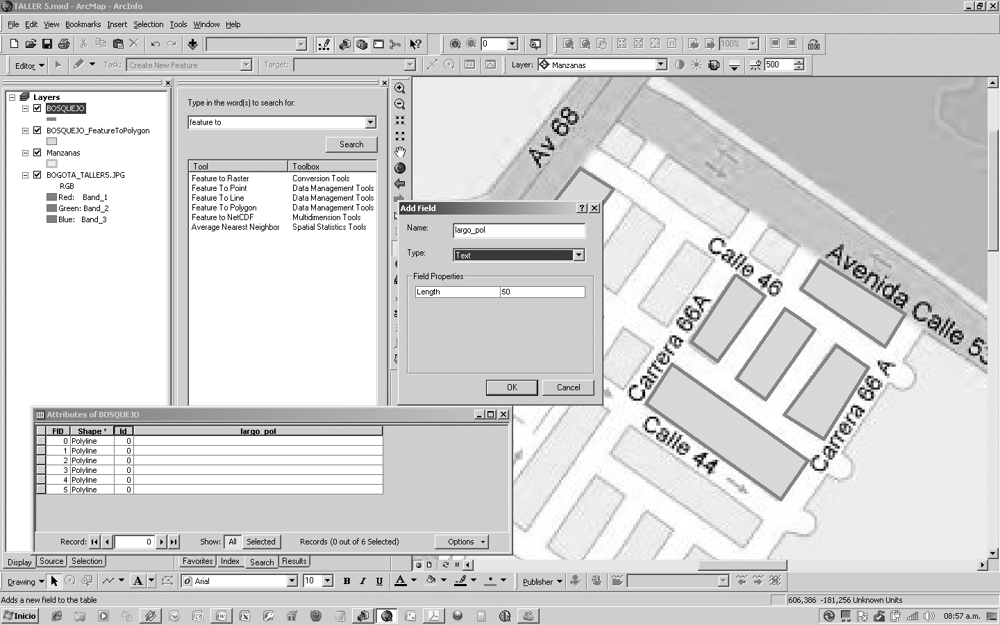 TALLER 5.mxd - ArcMap - ArcInfo
File Edit View Bookmarks Insert Selection Tools Window Help
0
100%
Editor
Task: Create New Feature
Target:
Layer: Manzanas
500
Layers
BOSQUEJO
BOSQUEJO_FeatureToPolygon
Manzanas
BOGOTA_TALLER5.JPG
RGB
Red: Band_1
Green: Band_2
Blue: Band_3
Type in the word(s) to search for:
feature to
Search
Tool Toolbox
Feature to Raster Conversion Tools
Feature To Point Data Management Tools
Feature To Line Data Management Tools
Feature To Polygon Data Management Tools
Feature to NetCDF Multidimension Tools
Average Nearest Neighbor Spatial Statistics Tools
Av 68
Calle 46
Avenida Calle 53
Carrera 66A
Carrera 66 A
Calle 44
Add Field
Name: largo_pol
Type: Text
Field Properties
Length 50
OK Cancel
Attributes of BOSQUEJO
FID Shape * Id largo_pol
0 Polyline 0
1 Polyline 0
2 Polyline 0
3 Polyline 0
4 Polyline 0
5 Polyline 0
Record: 0 Show: All Selected Records (0 out of 6 Selected) Options
Display Source Selection
Favorites Index Search Results
Drawing A Arial 10 B I U A Publisher
Adds a new field to the table
606,386 -181,256 Unknown Units
Inicio
08:57 a.m.